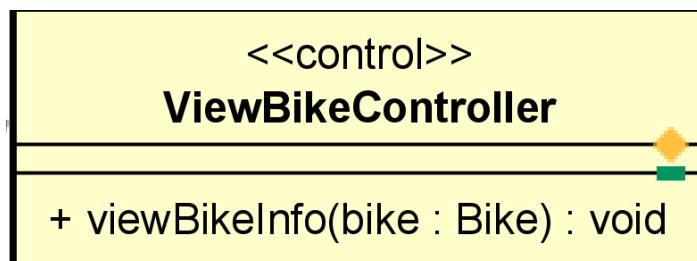 <<control>>
ViewBikeController
+ viewBikeInfo(bike : Bike) : void